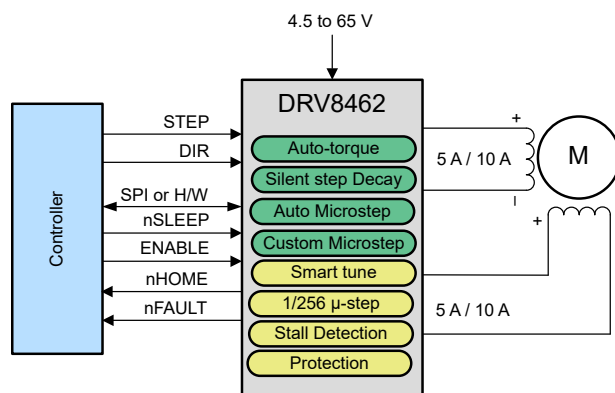 4.5 to 65 V
DRV8462
Controller
STEP
DIR
SPI or H/W
nSLEEP
ENABLE
nHOME
nFAULT
Auto-torque
Silent step Decay
Auto Microstep
Custom Microstep
Smart tune
1/256 µ-step
Stall Detection
Protection
+
5 A / 10 A
M
–
+
5 A / 10 A